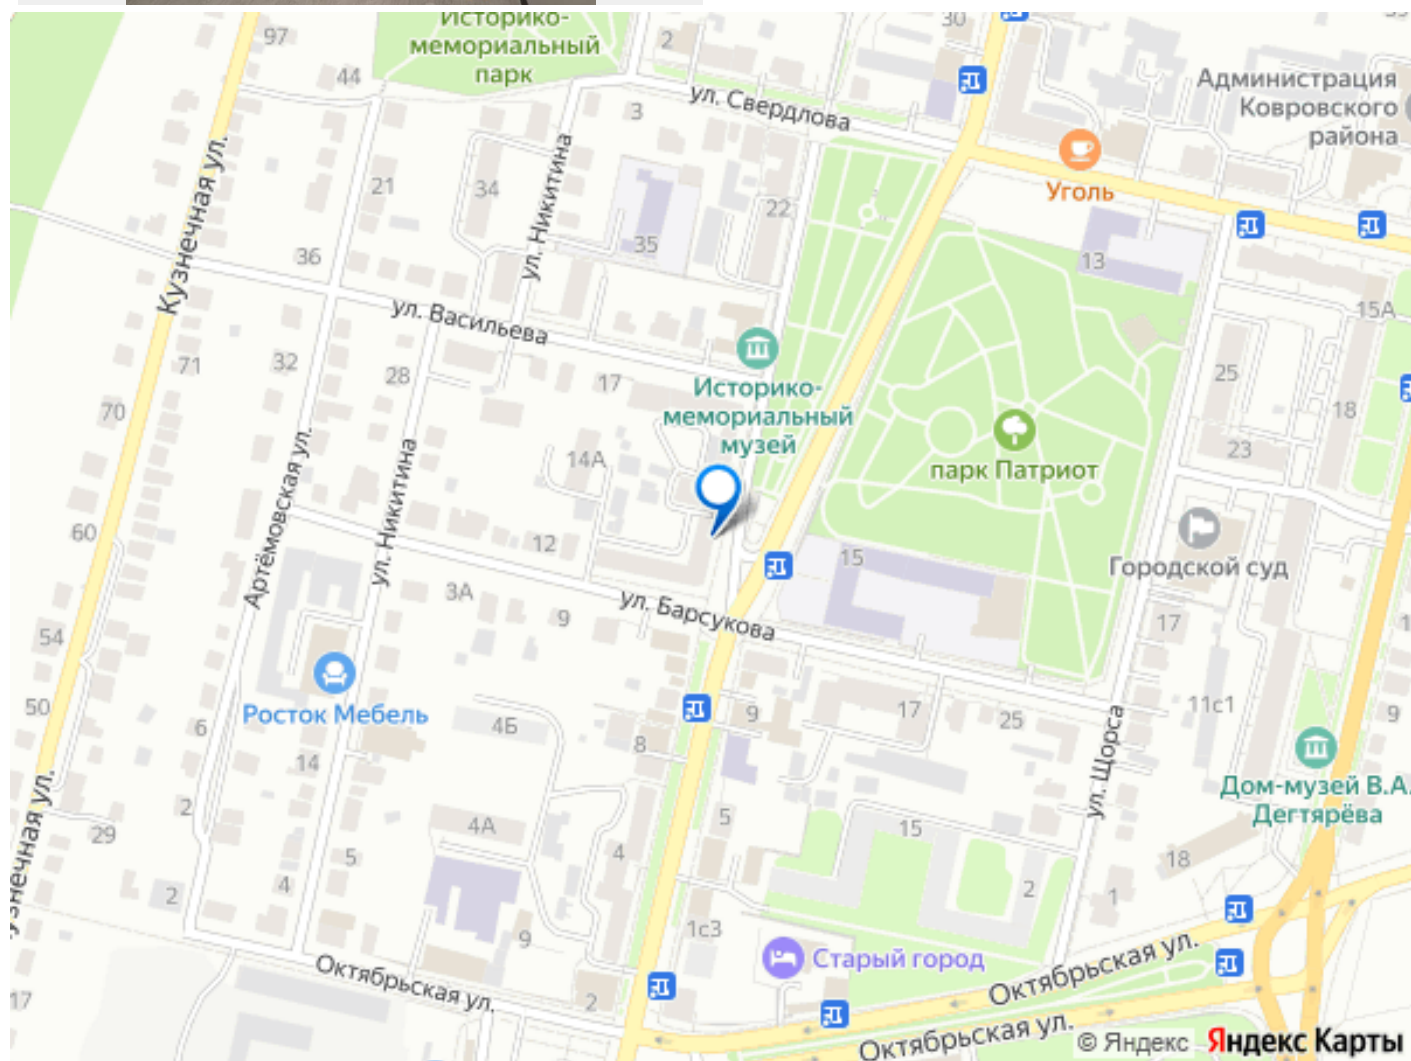 Историко-
мемориальный
парк
97
44
2
30
ул. Свердлова
3
Администрация
Ковровского
района
Уголь
Кузнечная ул.
21
34
ул. Никитина
35
22
13
36
ул. Васильева
15А
71
32
28
17
Историко-
мемориальный
музей
25
18
70
23
парк Патриот
14А
Артёмовская ул.
ул. Никитина
60
12
15
Городской суд
3А
9
ул. Барсукова
17
54
50
Росток Мебель
6
4Б
8
9
17
25
11с1
9
14
ул. Щорса
Дом-музей В.А.
Дегтярёва
2
29
4А
5
15
5
4
18
2
4
2
1
1с3
9
Старый город
Октябрьская ул.
Октябрьская ул.
17
2
Октябрьская ул.
© Яндекс Яндекс Карты